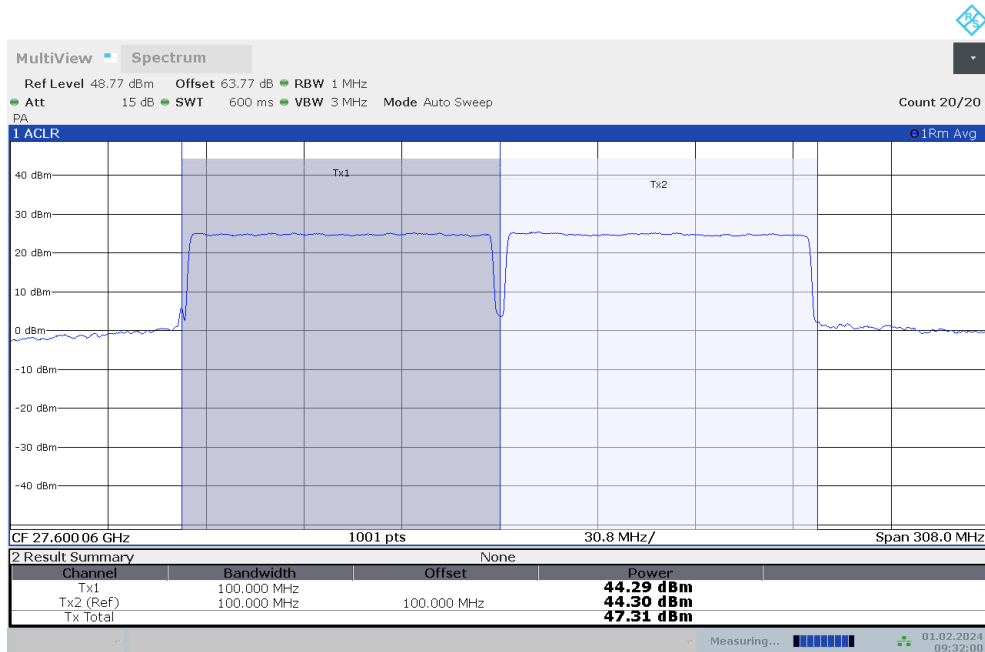 R&S
MultiView Spectrum
Ref Level 48.77 dBm Offset 63.77 dB RBW 1 MHz
Att 15 dB SWT 600 ms VBW 3 MHz Mode Auto Sweep Count 20/20
PA
1 ACLR 1Rm Avg
Tx1
Tx2
40 dBm
30 dBm
20 dBm
10 dBm
0 dBm
-10 dBm
-20 dBm
-30 dBm
-40 dBm
CF 27.60006 GHz 1001 pts 30.8 MHz/ Span 308.0 MHz
2 Result Summary None
Channel Bandwidth Offset Power
Tx1 100.000 MHz 44.29 dBm
Tx2 (Ref) 100.000 MHz 100.000 MHz 44.30 dBm
Tx Total 47.31 dBm
Measuring... 01.02.2024
09:32:00